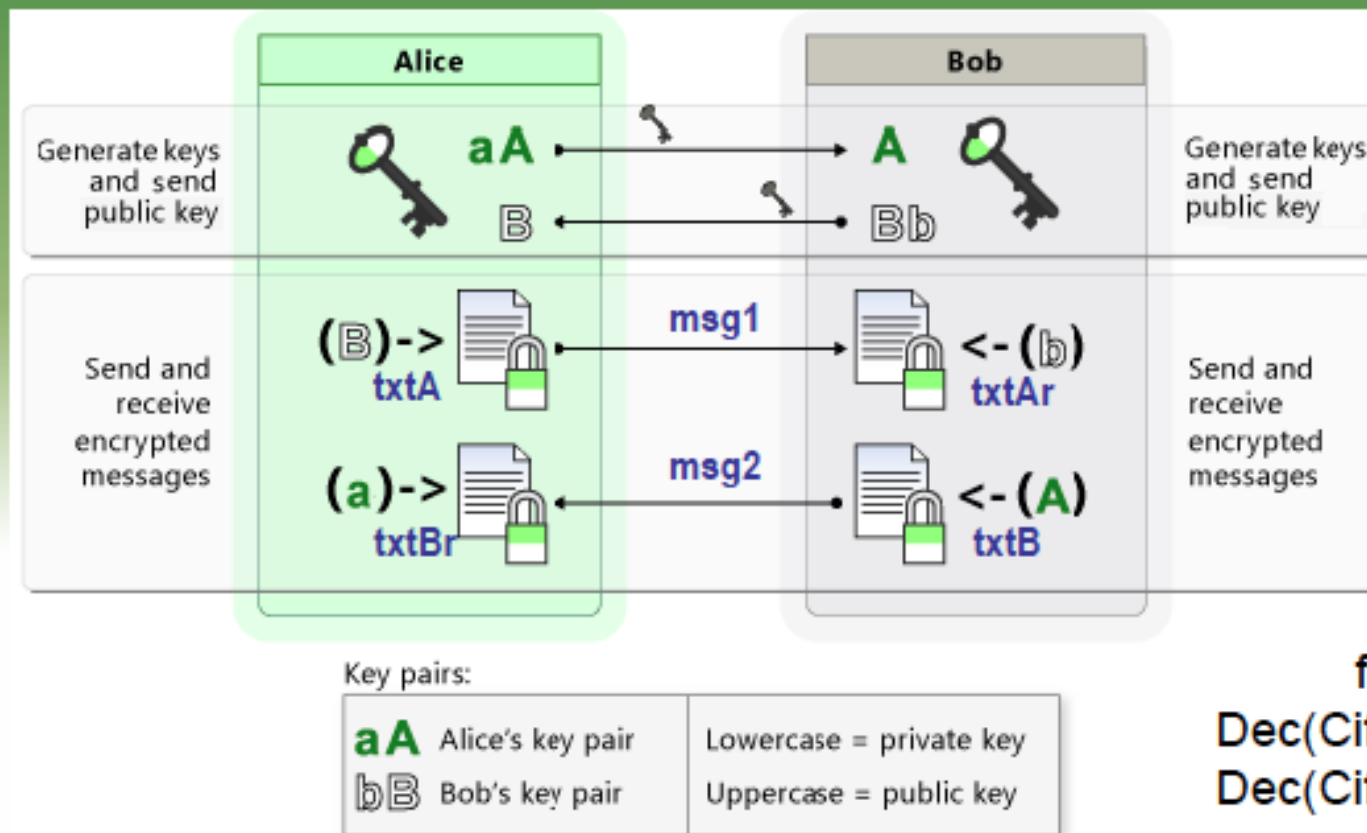 Alice
Bob
Generate keys
and send
public key
aA
A
B
Bb
Generate keys
and send
public key
Send and
receive
encrypted
messages
(B)->
txtA
msg1
<-(b)
txtAr
(a)->
txtBr
msg2
<-(A)
txtB
Send and
receive
encrypted
messages
Key pairs:
aA Alice's key pair
Lowercase = private key
bB Bob's key pair
Uppercase = public key
f
Dec(Cif
Dec(Cif